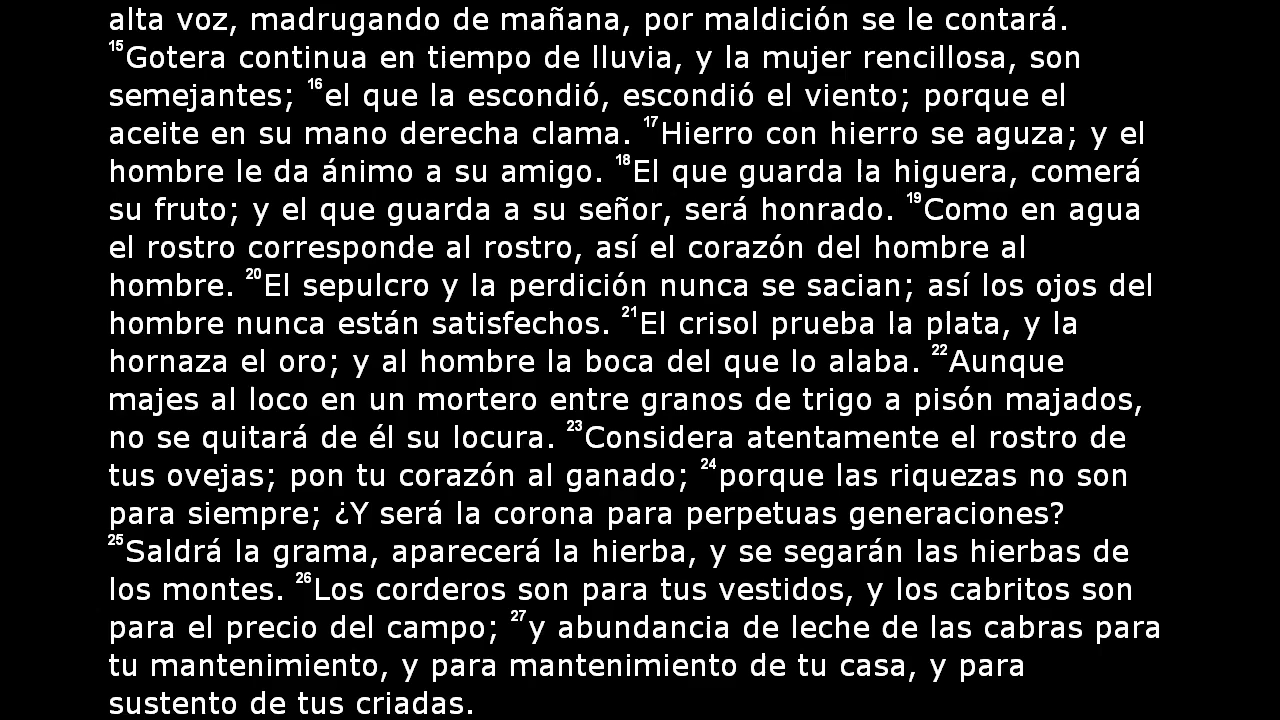 alta voz, madrugando de mañana, por maldición se le contará.
15Gotera continua en tiempo de lluvia, y la mujer rencillosa, son
semejantes; 16el que la escondió, escondió el viento; porque el
aceite en su mano derecha clama. 17Hierro con hierro se aguza; y el
hombre le da ánimo a su amigo. 18El que guarda la higuera, comerá
su fruto; y el que guarda a su señor, será honrado. 19Como en agua
el rostro corresponde al rostro, así el corazón del hombre al
hombre. 20El sepulcro y la perdición nunca se sacian; así los ojos del
hombre nunca están satisfechos. 21El crisol prueba la plata, y la
hornaza el oro; y al hombre la boca del que lo alaba. 22Aunque
majes al loco en un mortero entre granos de trigo a pisón majados,
no se quitará de él su locura. 23Considera atentamente el rostro de
tus ovejas; pon tu corazón al ganado; 24porque las riquezas no son
para siempre; ¿Y será la corona para perpetuas generaciones?
25Saldrá la grama, aparecerá la hierba, y se segarán las hierbas de
los montes. 26Los corderos son para tus vestidos, y los cabritos son
para el precio del campo; 27y abundancia de leche de las cabras para
tu mantenimiento, y para mantenimiento de tu casa, y para
sustento de tus criadas.